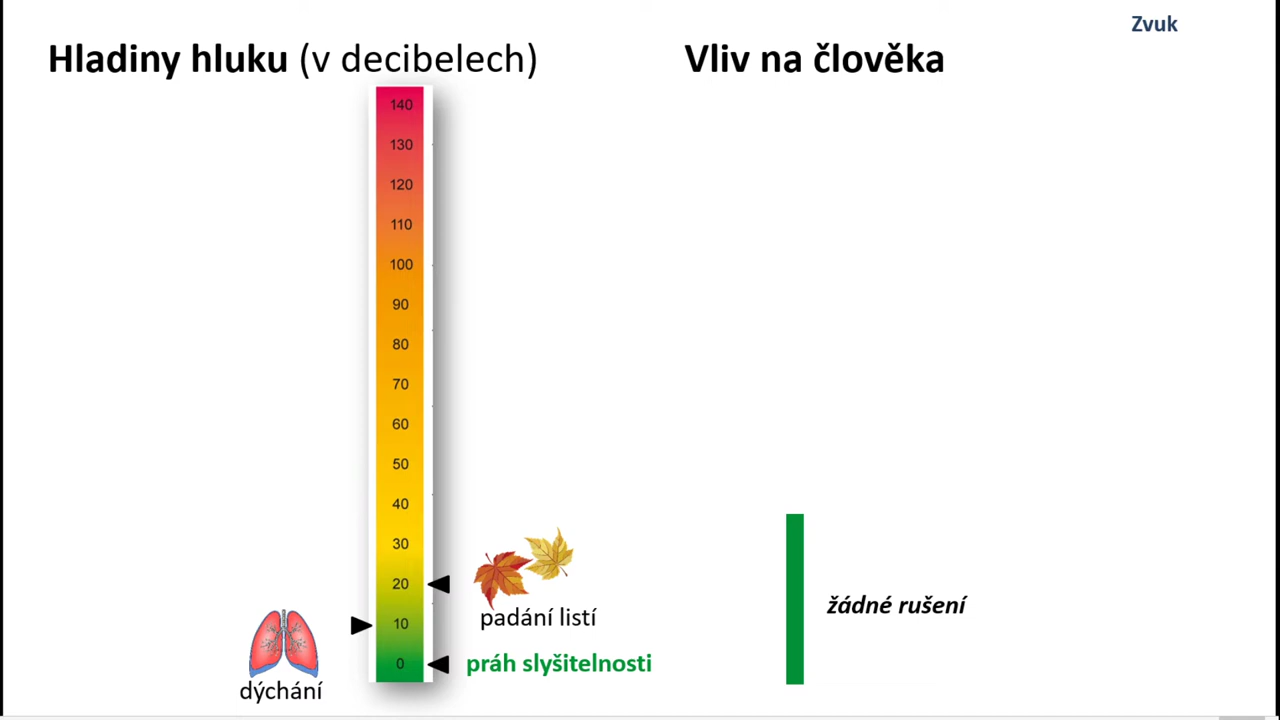 Zvuk
Hladiny hluku (v decibelech)
Vliv na člověka
140
130
120
110
100
90
80
70
60
50
40
30
20
10
0
padání listí
žádné rušení
práh slyšitelnosti
dýchání